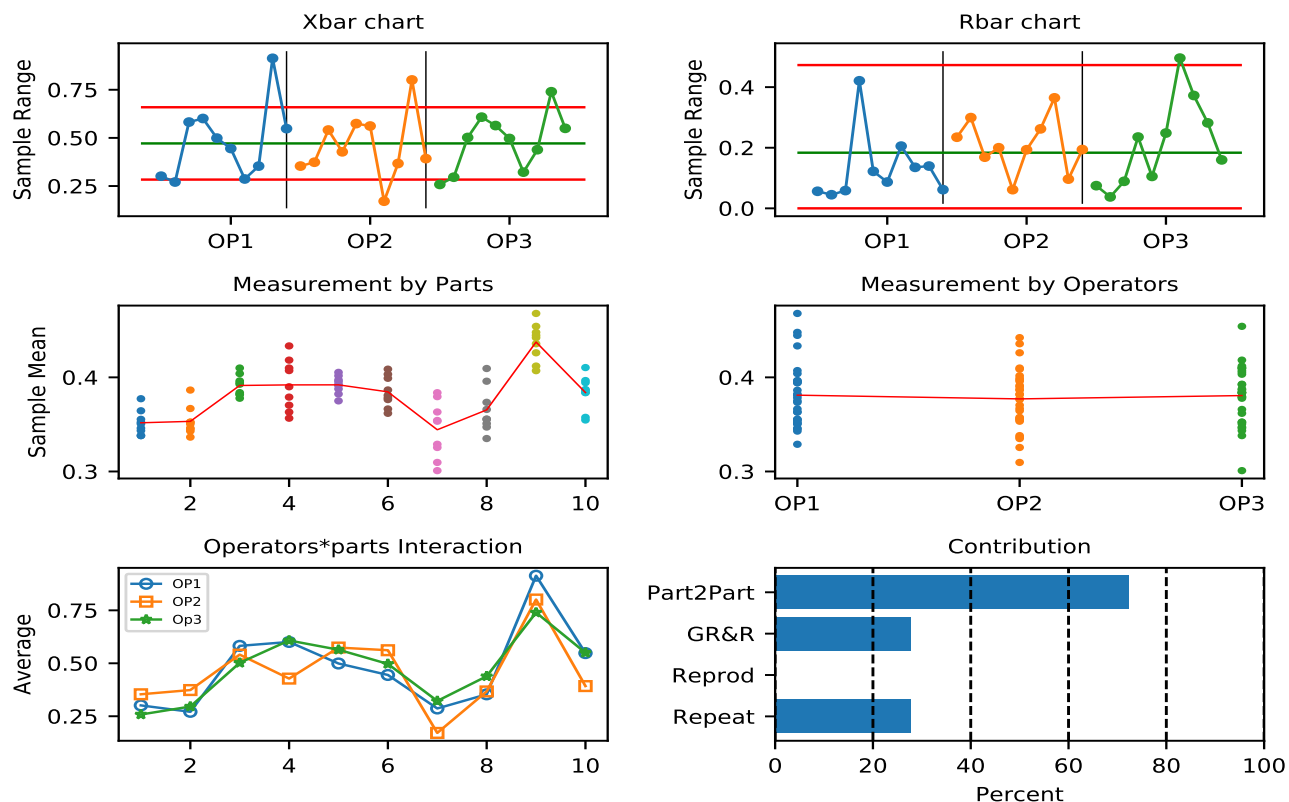 Xbar chart
Sample Range
0.75
0.50
0.25
OP1 OP2 OP3
Rbar chart
Sample Range
0.4
0.2
0.0
OP1 OP2 OP3
Measurement by Parts
Sample Mean
0.4
0.3
2 4 6 8 10
Measurement by Operators
0.4
0.3
OP1 OP2 OP3
Operators*parts Interaction
Average
0.75
0.50
0.25
OP1
OP2
Op3
2 4 6 8 10
Contribution
Part2Part
GR&R
Reprod
Repeat
0 20 40 60 80 100
Percent